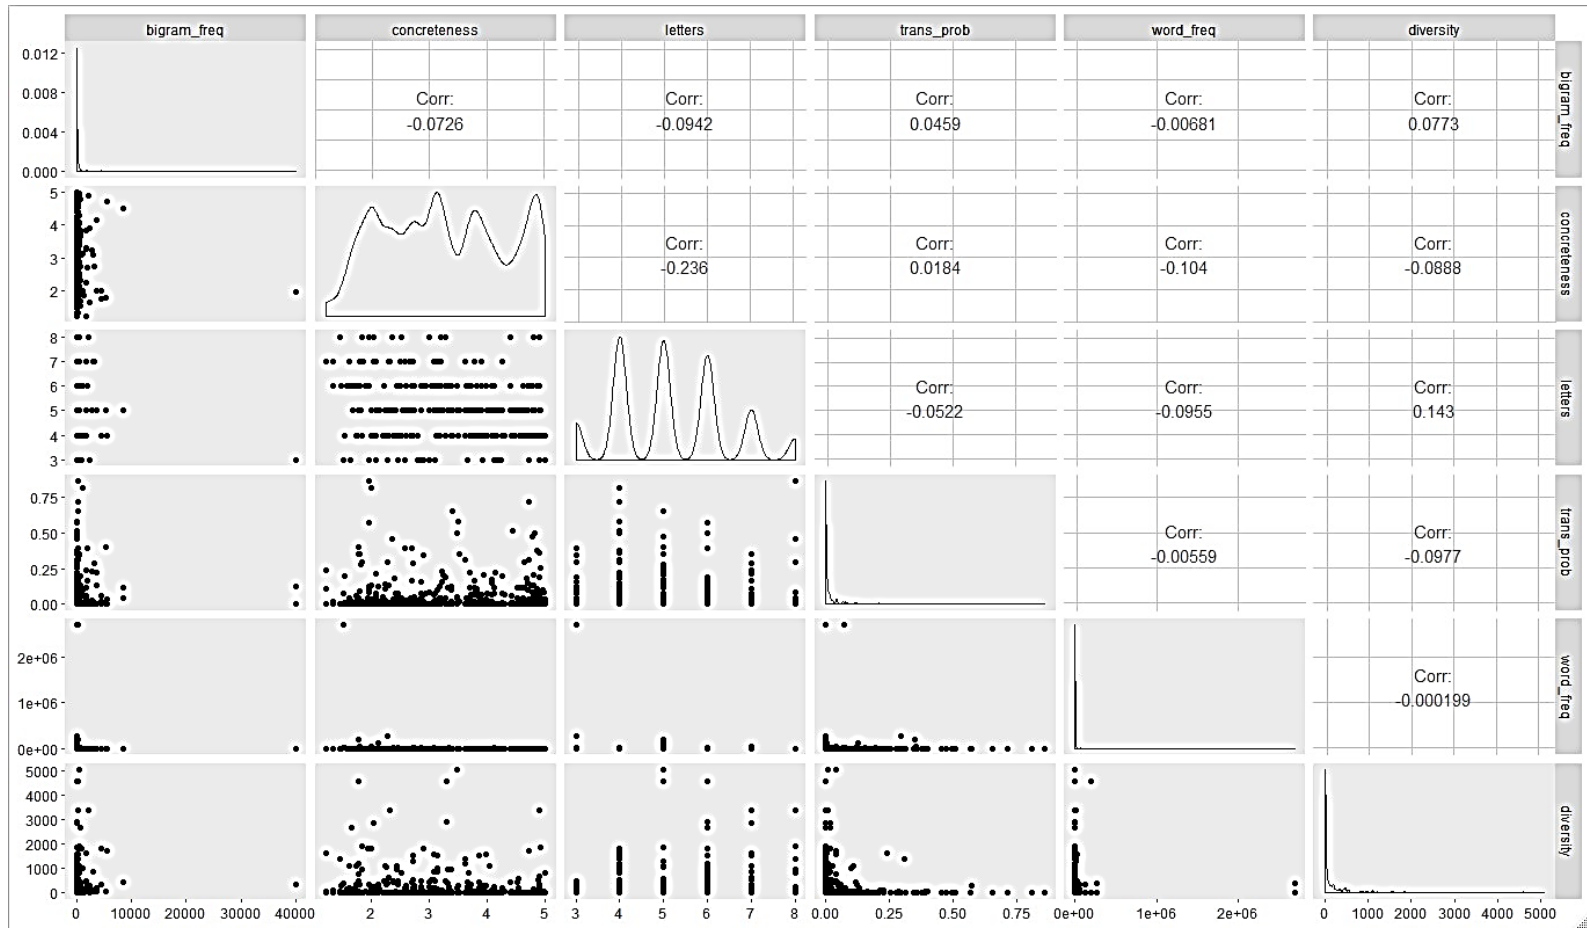 bigram_freq
concreteness
letters
trans_prob
word_freq
diversity
0.012
0.008
0.004
0.000
Corr:
-0.0726
Corr:
-0.0942
Corr:
0.0459
Corr:
-0.00681
Corr:
0.0773
bigram_freq
5
4
3
2
Corr:
-0.236
Corr:
0.0184
Corr:
-0.104
Corr:
-0.0888
concreteness
8
7
6
5
4
3
Corr:
-0.0522
Corr:
-0.0955
Corr:
0.143
letters
0.75
0.50
0.25
0.00
Corr:
-0.00559
Corr:
-0.0977
trans_prob
2e+06
1e+06
0e+00
Corr:
-0.000199
word_freq
5000
4000
3000
2000
1000
0
diversity
0 10000 20000 30000 40000
2 3 4 5
3 4 5 6 7 8
0.00 0.25 0.50 0.75
0e+00 1e+06 2e+06
0 1000 2000 3000 4000 5000